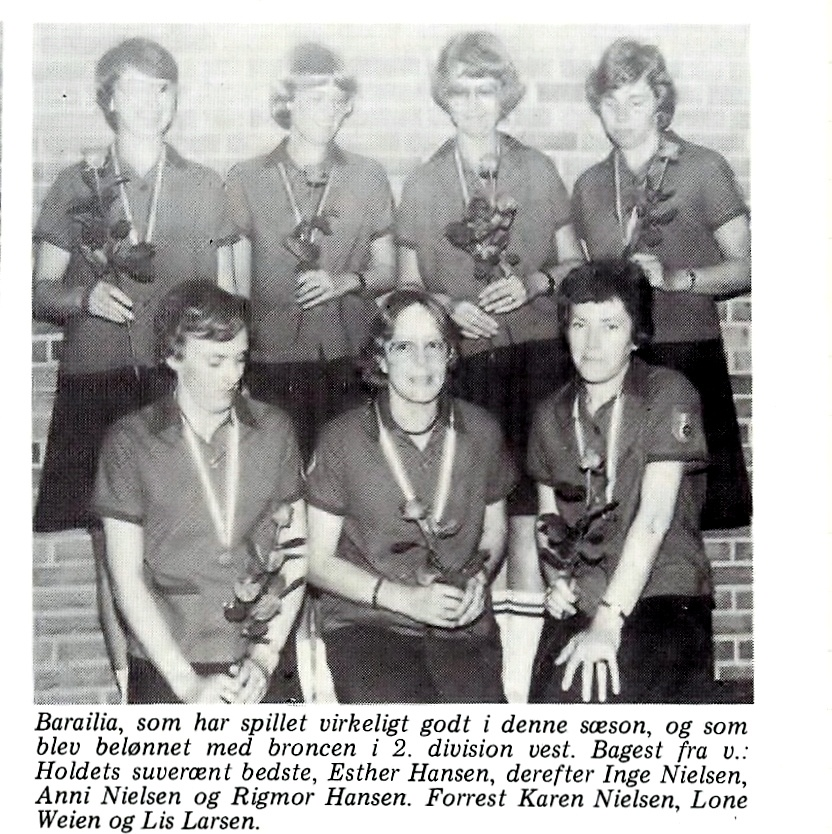 Barailia, som har spillet virkeligt godt i denne sæson, og som
blev belønnet med broncen i 2. division vest. Bagest fra v.:
Holdets suverænt bedste, Esther Hansen, derefter Inge Nielsen,
Anni Nielsen og Rigmor Hansen. Forrest Karen Nielsen, Lone
Weien og Lis Larsen.